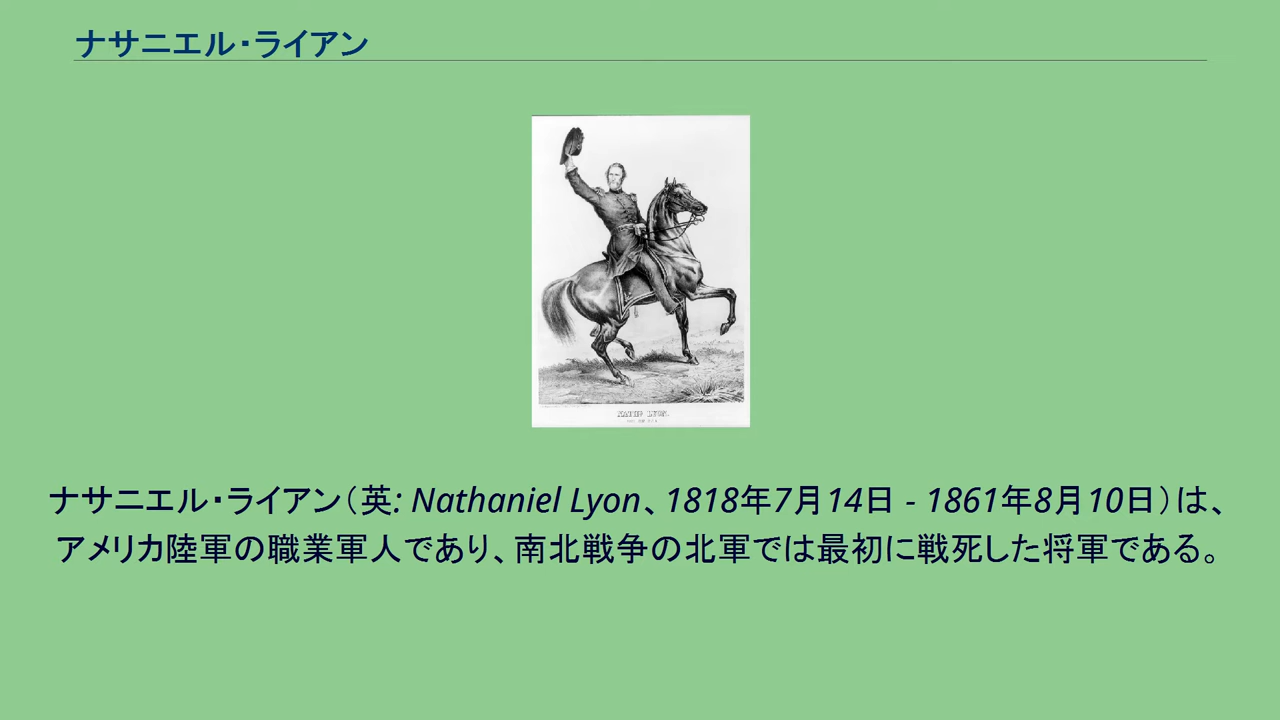 ナサニエル・ライアン
ナサニエル・ライアン（英: Nathaniel Lyon、1818年7月14日 - 1861年8月10日）は、
アメリカ陸軍の職業軍人であり、南北戦争の北軍では最初に戦死した将軍である。